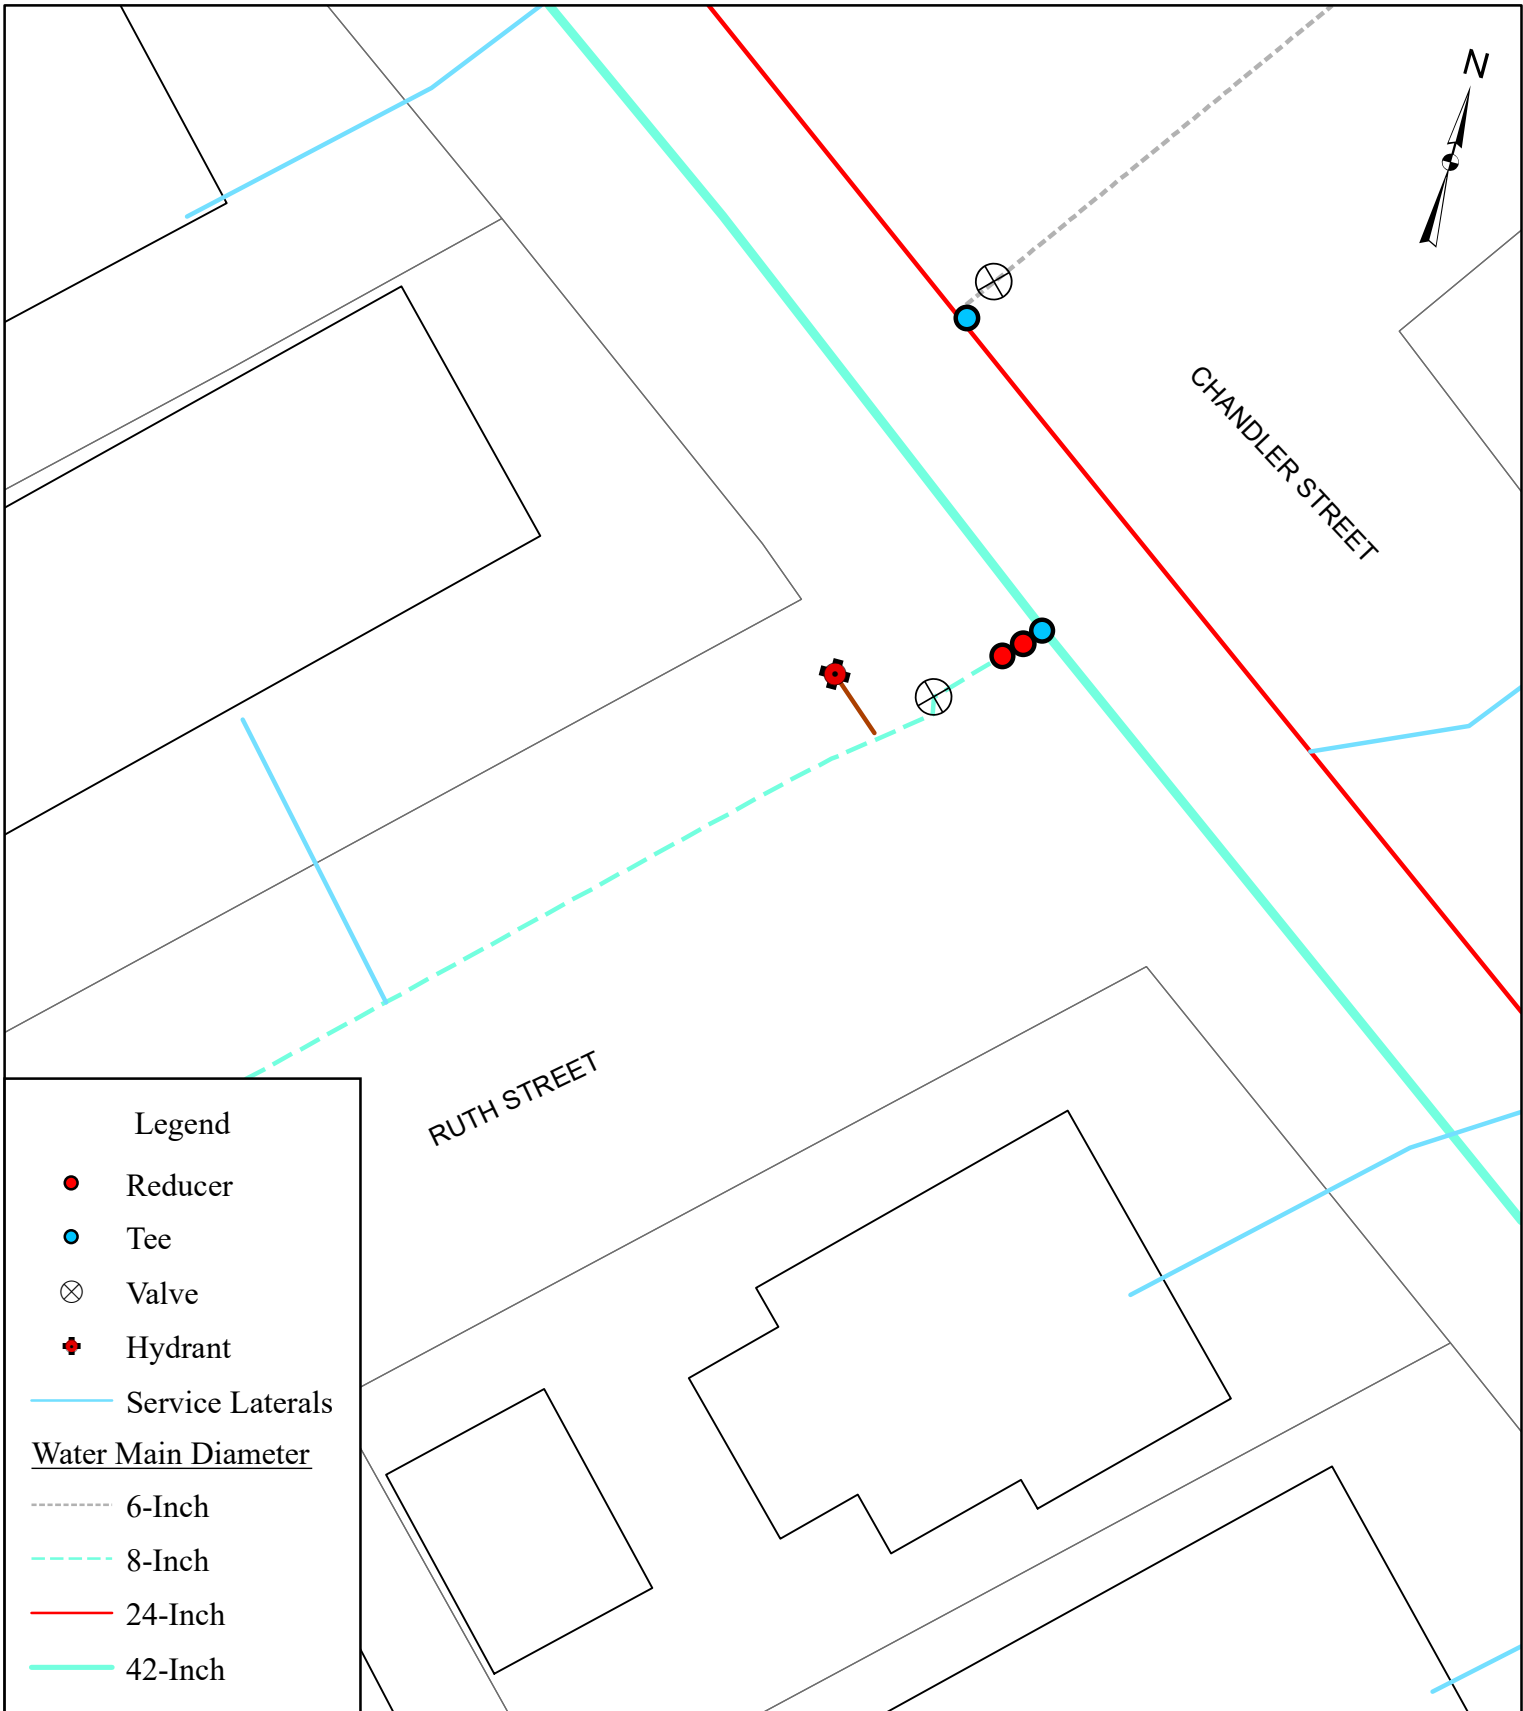 N
CHANDLER STREET
RUTH STREET
Legend
Reducer
Tee
Valve
Hydrant
Service Laterals
Water Main Diameter
6-Inch
8-Inch
24-Inch
42-Inch